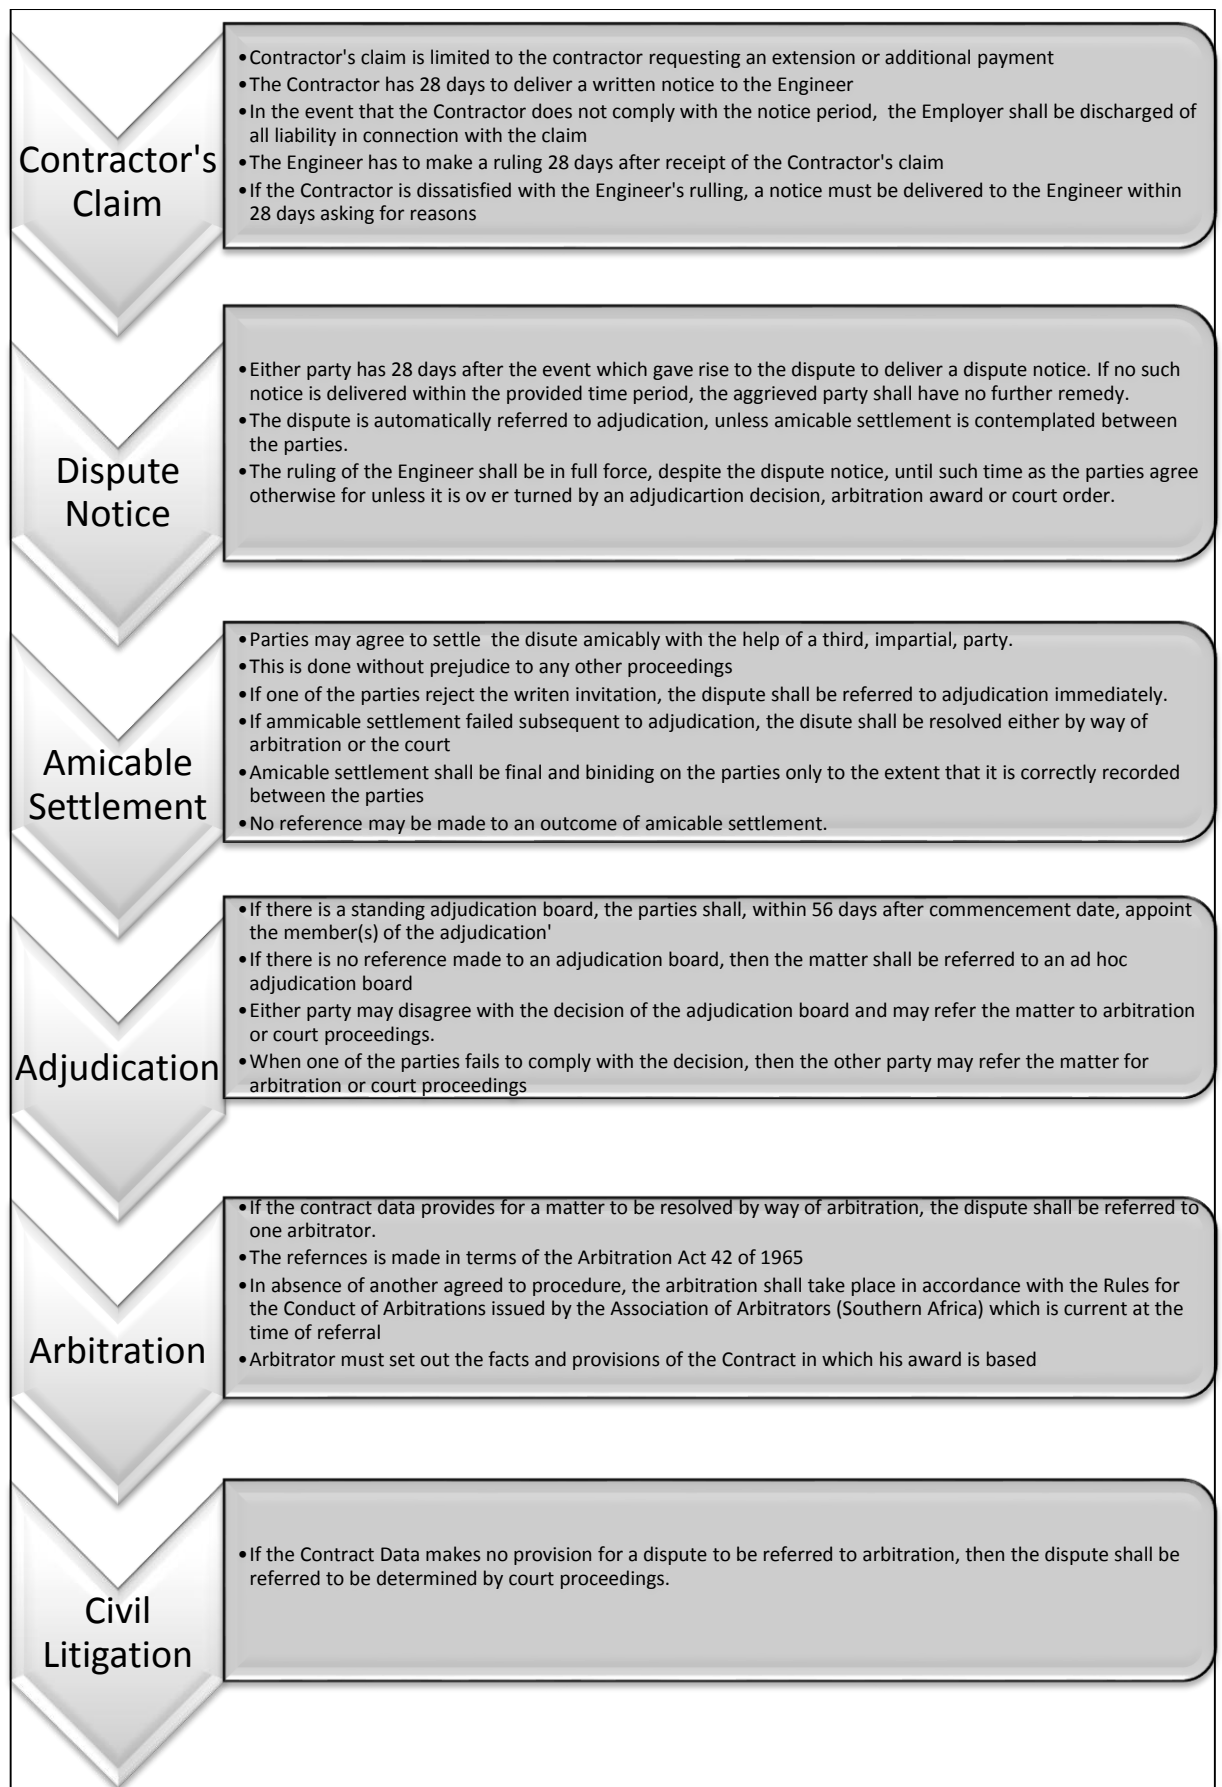 Contractor's
Claim
•Contractor's claim is limited to the contractor requesting an extension or additional payment
•The Contractor has 28 days to deliver a written notice to the Engineer
•In the event that the Contractor does not comply with the notice period, the Employer shall be discharged of
all liability in connection with the claim
•The Engineer has to make a ruling 28 days after receipt of the Contractor's claim
•If the Contractor is dissatisfied with the Engineer's rulling, a notice must be delivered to the Engineer within
28 days asking for reasons
Dispute
Notice
•Either party has 28 days after the event which gave rise to the dispute to deliver a dispute notice. If no such
notice is delivered within the provided time period, the aggrieved party shall have no further remedy.
•The dispute is automatically referred to adjudication, unless amicable settlement is contemplated between
the parties.
•The ruling of the Engineer shall be in full force, despite the dispute notice, until such time as the parties agree
otherwise for unless it is ov er turned by an adjudicartion decision, arbitration award or court order.
Amicable
Settlement
•Parties may agree to settle the disute amicably with the help of a third, impartial, party.
•This is done without prejudice to any other proceedings
•If one of the parties reject the writen invitation, the dispute shall be referred to adjudication immediately.
•If ammicable settlement failed subsequent to adjudication, the disute shall be resolved either by way of
arbitration or the court
•Amicable settlement shall be final and biniding on the parties only to the extent that it is correctly recorded
between the parties
•No reference may be made to an outcome of amicable settlement.
Adjudication
•If there is a standing adjudication board, the parties shall, within 56 days after commencement date, appoint
the member(s) of the adjudication'
•If there is no reference made to an adjudication board, then the matter shall be referred to an ad hoc
adjudication board
•Either party may disagree with the decision of the adjudication board and may refer the matter to arbitration
or court proceedings.
•When one of the parties fails to comply with the decision, then the other party may refer the matter for
arbitration or court proceedings
Arbitration
•If the contract data provides for a matter to be resolved by way of arbitration, the dispute shall be referred to
one arbitrator.
•The refernces is made in terms of the Arbitration Act 42 of 1965
•In absence of another agreed to procedure, the arbitration shall take place in accordance with the Rules for
the Conduct of Arbitrations issued by the Association of Arbitrators (Southern Africa) which is current at the
time of referral
•Arbitrator must set out the facts and provisions of the Contract in which his award is based
Civil
Litigation
•If the Contract Data makes no provision for a dispute to be referred to arbitration, then the dispute shall be
referred to be determined by court proceedings.